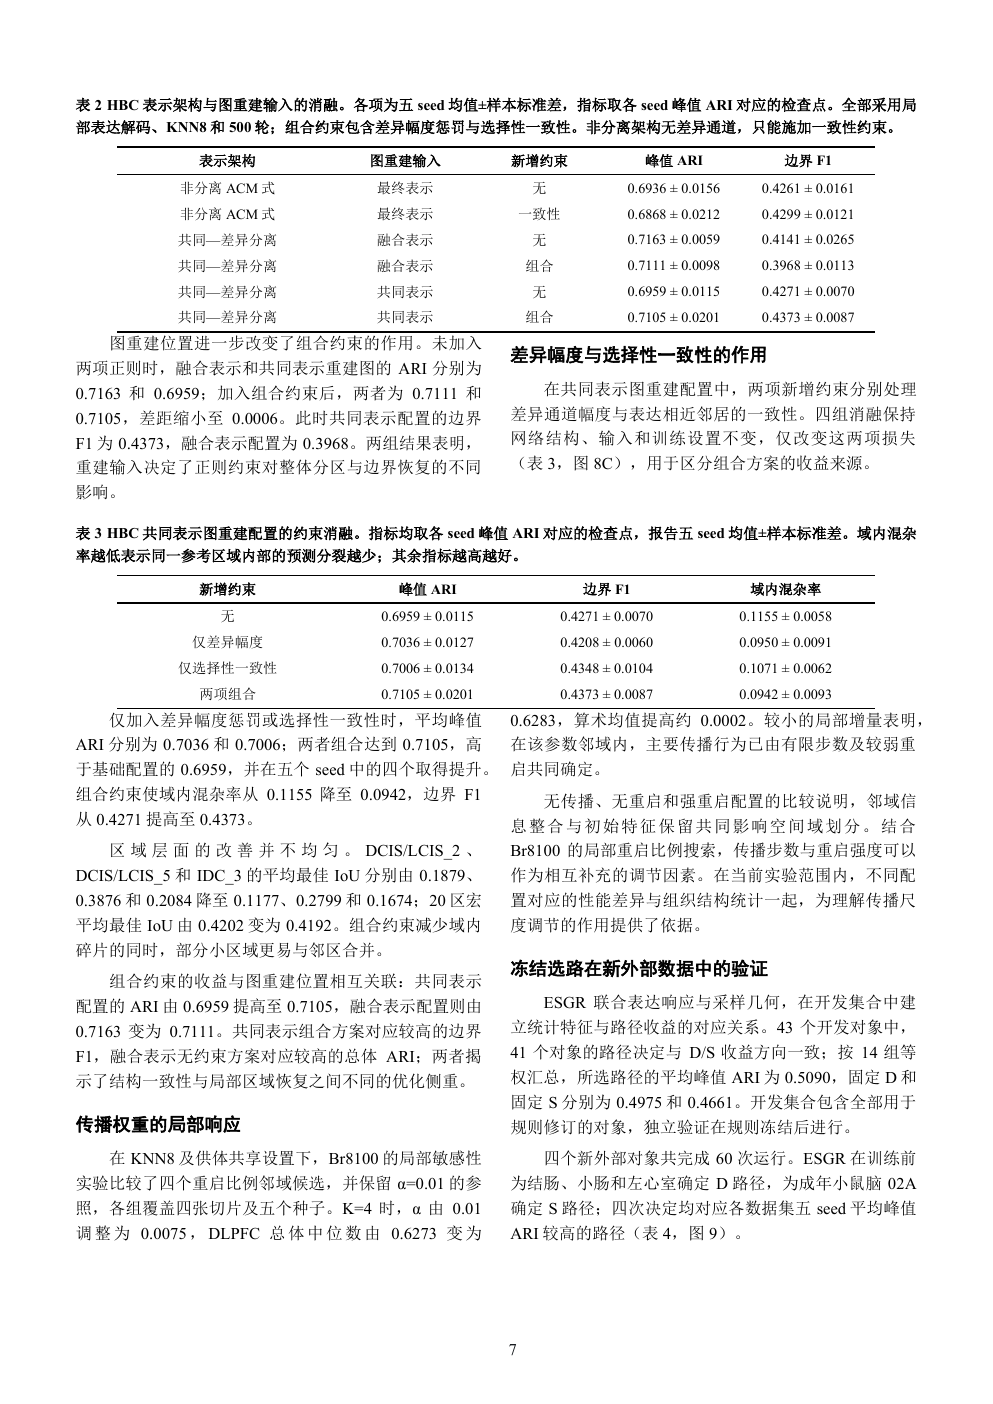 表 2 HBC 表示架构与图重建输入的消融。各项为五 seed 均值±样本标准差，指标取各 seed 峰值 ARI 对应的检查点。全部采用局
部表达解码、KNN8 和 500 轮；组合约束包含差异幅度惩罚与选择性一致性。非分离架构无差异通道，只能施加一致性约束。
表示架构 图重建输入 新增约束 峰值 ARI 边界 F1
非分离 ACM 式 最终表示 无 0.6936 ± 0.0156 0.4261 ± 0.0161
非分离 ACM 式 最终表示 一致性 0.6868 ± 0.0212 0.4299 ± 0.0121
共同—差异分离 融合表示 无 0.7163 ± 0.0059 0.4141 ± 0.0265
共同—差异分离 融合表示 组合 0.7111 ± 0.0098 0.3968 ± 0.0113
共同—差异分离 共同表示 无 0.6959 ± 0.0115 0.4271 ± 0.0070
共同—差异分离 共同表示 组合 0.7105 ± 0.0201 0.4373 ± 0.0087
图重建位置进一步改变了组合约束的作用。未加入
两项正则时，融合表示和共同表示重建图的 ARI 分别为
0.7163 和 0.6959；加入组合约束后，两者为 0.7111 和
0.7105，差距缩小至 0.0006。此时共同表示配置的边界
F1 为 0.4373，融合表示配置为 0.3968。两组结果表明，
重建输入决定了正则约束对整体分区与边界恢复的不同
影响。
差异幅度与选择性一致性的作用
在共同表示图重建配置中，两项新增约束分别处理
差异通道幅度与表达相近邻居的一致性。四组消融保持
网络结构、输入和训练设置不变，仅改变这两项损失
（表 3，图 8C），用于区分组合方案的收益来源。
表 3 HBC 共同表示图重建配置的约束消融。指标均取各 seed 峰值 ARI 对应的检查点，报告五 seed 均值±样本标准差。域内混杂
率越低表示同一参考区域内部的预测分裂越少；其余指标越高越好。
新增约束 峰值 ARI 边界 F1 域内混杂率
无 0.6959 ± 0.0115 0.4271 ± 0.0070 0.1155 ± 0.0058
仅差异幅度 0.7036 ± 0.0127 0.4208 ± 0.0060 0.0950 ± 0.0091
仅选择性一致性 0.7006 ± 0.0134 0.4348 ± 0.0104 0.1071 ± 0.0062
两项组合 0.7105 ± 0.0201 0.4373 ± 0.0087 0.0942 ± 0.0093
仅加入差异幅度惩罚或选择性一致性时，平均峰值
ARI 分别为 0.7036 和 0.7006；两者组合达到 0.7105，高
于基础配置的 0.6959，并在五个 seed 中的四个取得提升。
组合约束使域内混杂率从 0.1155 降至 0.0942，边界 F1
从 0.4271 提高至 0.4373。
区域层面的改善并不均匀。DCIS/LCIS_2、
DCIS/LCIS_5 和 IDC_3 的平均最佳 IoU 分别由 0.1879、
0.3876 和 0.2084 降至 0.1177、0.2799 和 0.1674；20 区宏
平均最佳 IoU 由 0.4202 变为 0.4192。组合约束减少域内
碎片的同时，部分小区域更易与邻区合并。
组合约束的收益与图重建位置相互关联：共同表示
配置的 ARI 由 0.6959 提高至 0.7105，融合表示配置则由
0.7163 变为 0.7111。共同表示组合方案对应较高的边界
F1，融合表示无约束方案对应较高的总体 ARI；两者揭
示了结构一致性与局部区域恢复之间不同的优化侧重。
传播权重的局部响应
在 KNN8 及供体共享设置下，Br8100 的局部敏感性
实验比较了四个重启比例邻域候选，并保留 α=0.01 的参
照，各组覆盖四张切片及五个种子。K=4 时，α 由 0.01
调整为 0.0075，DLPFC 总体中位数由 0.6273 变为
0.6283，算术均值提高约 0.0002。较小的局部增量表明，
在该参数邻域内，主要传播行为已由有限步数及较弱重
启共同确定。
无传播、无重启和强重启配置的比较说明，邻域信
息整合与初始特征保留共同影响空间域划分。结合
Br8100 的局部重启比例搜索，传播步数与重启强度可以
作为相互补充的调节因素。在当前实验范围内，不同配
置对应的性能差异与组织结构统计一起，为理解传播尺
度调节的作用提供了依据。
冻结选路在新外部数据中的验证
ESGR 联合表达响应与采样几何，在开发集合中建
立统计特征与路径收益的对应关系。43 个开发对象中，
41 个对象的路径决定与 D/S 收益方向一致；按 14 组等
权汇总，所选路径的平均峰值 ARI 为 0.5090，固定 D 和
固定 S 分别为 0.4975 和 0.4661。开发集合包含全部用于
规则修订的对象，独立验证在规则冻结后进行。
四个新外部对象共完成 60 次运行。ESGR 在训练前
为结肠、小肠和左心室确定 D 路径，为成年小鼠脑 02A
确定 S 路径；四次决定均对应各数据集五 seed 平均峰值
ARI 较高的路径（表 4，图 9）。
7